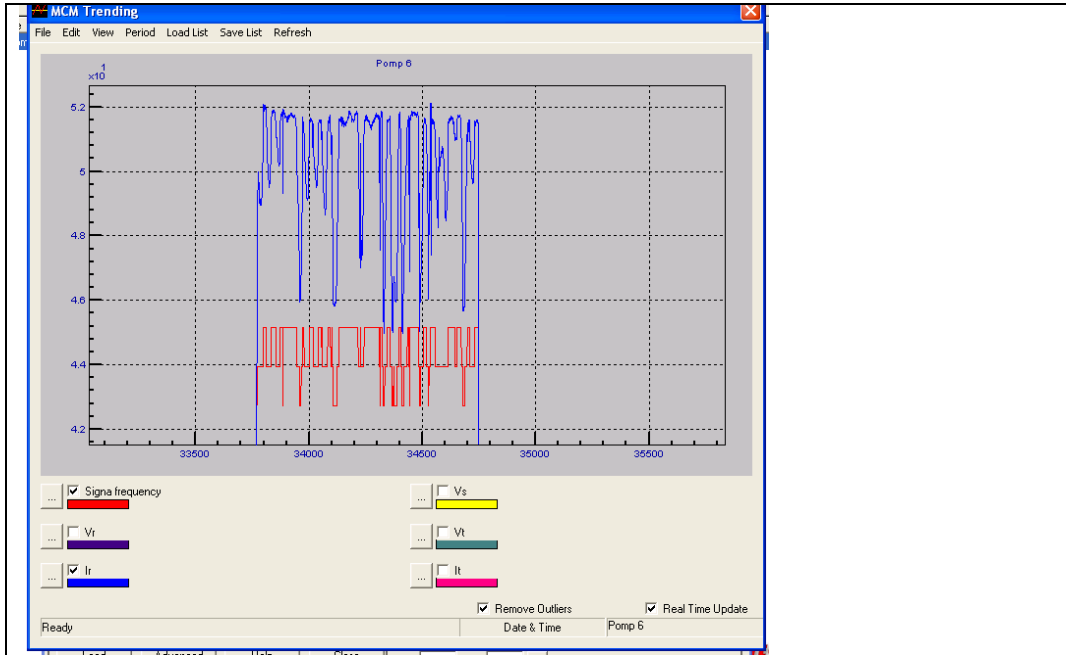 MCM Trending
File Edit View Period Load List Save List Refresh
Pomp 6
×10 1
5.2
5
4.8
4.6
4.4
4.2
33500 34000 34500 35000 35500
... Signa frequency ... Vs
... Vr ... Vt
... Ir ... It
Remove Outliers Real Time Update
Ready Date & Time Pomp 6